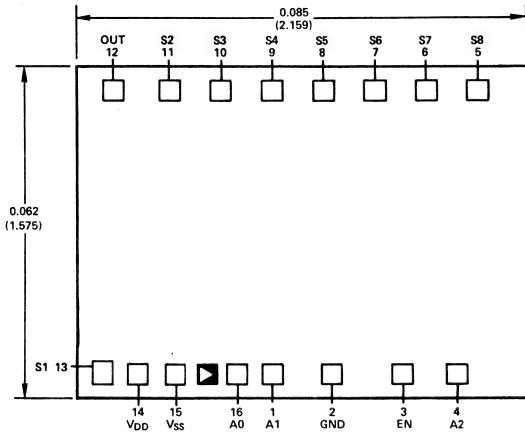 0.085
(2.159)
OUT S2 S3 S4 S5 S6 S7 S8
12 11 10 9 8 7 6 5
0.062
(1.575)
S1 13
14 15 16 1 2 3 4
VDD VSS A0 A1 GND EN A2